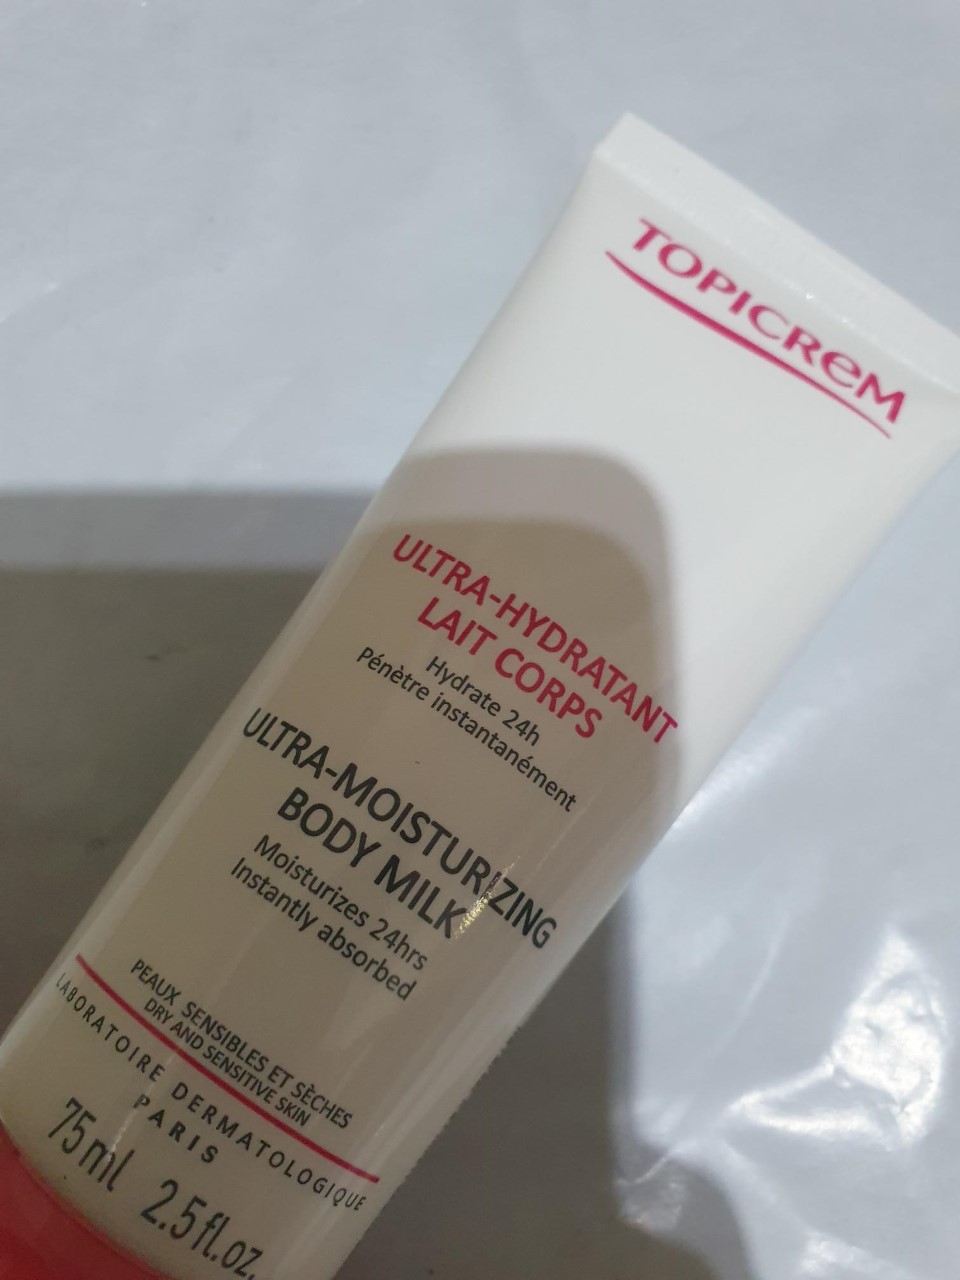 TOPICREM
ULTRA-HYDRATANT
LAIT CORPS
Hydrate 24h
Pénètre instantanément
ULTRA-MOISTURIZING
BODY MILK
Moisturizes 24hrs
Instantly absorbed
PEAUX SENSIBLES ET SÈCHES
DRY AND SENSITIVE SKIN
LABORATOIRE DERMATOLOGIQUE
PARIS
75ml 2.5fl.oz.